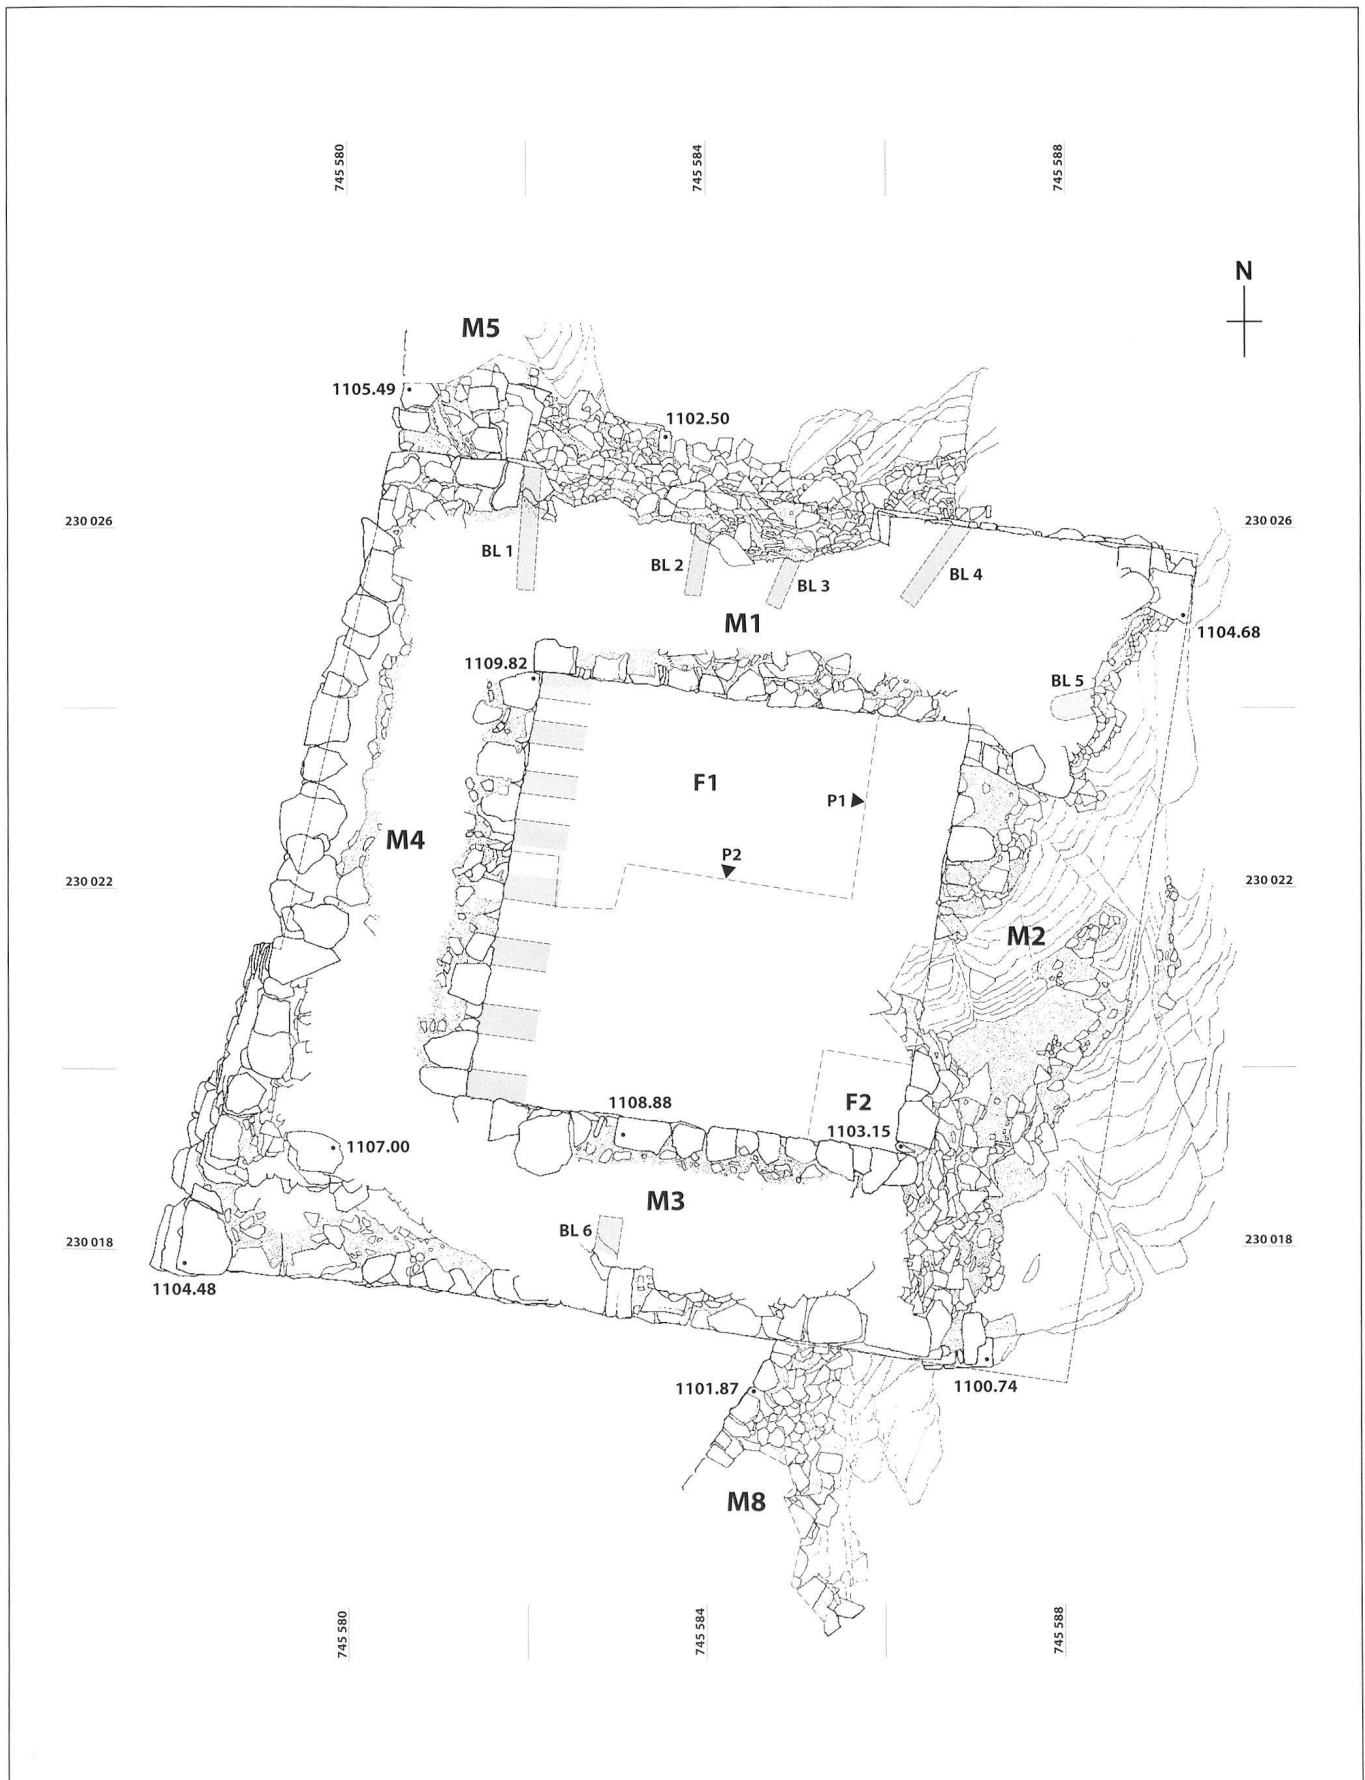 745 580
745 584
745 588
N
M5
1105.49
1102.50
230 026
230 026
BL 1
BL 2
BL 3
BL 4
M1
1104.68
1109.82
BL 5
F1
P1
M4
P2
230 022
230 022
M2
1108.88
F2
1103.15
1107.00
M3
BL 6
230 018
230 018
1104.48
1101.87
1100.74
M8
745 580
745 584
745 588